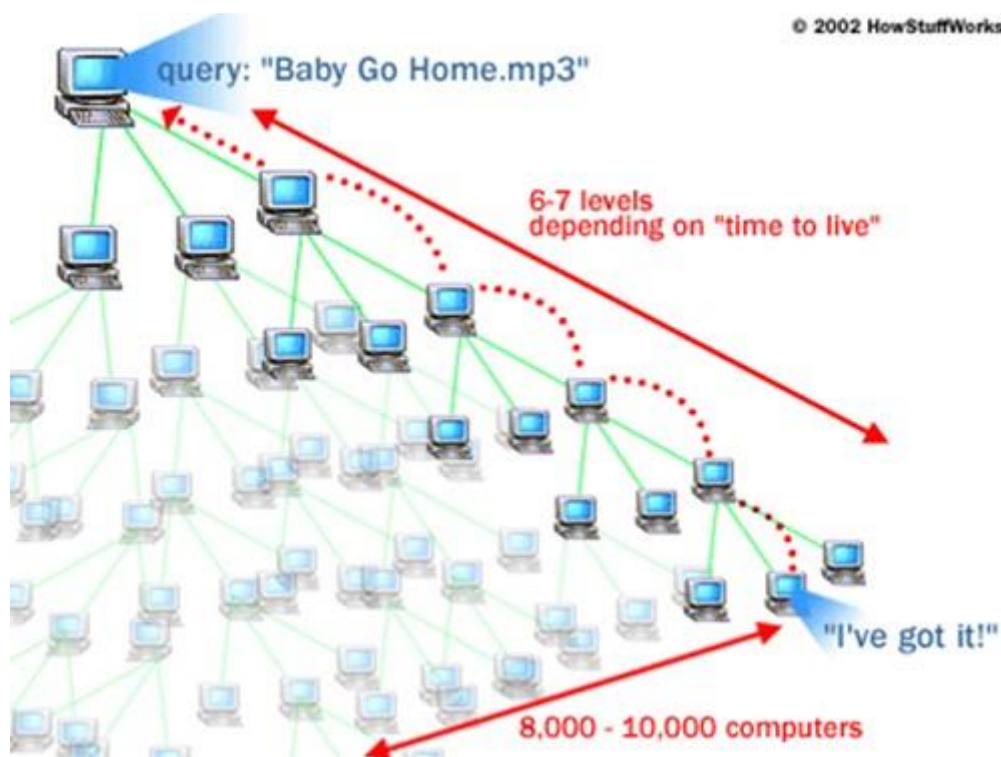 © 2002 HowStuffWorks
query: "Baby Go Home.mp3"
6-7 levels
depending on "time to live"
"I've got it!"
8,000 - 10,000 computers